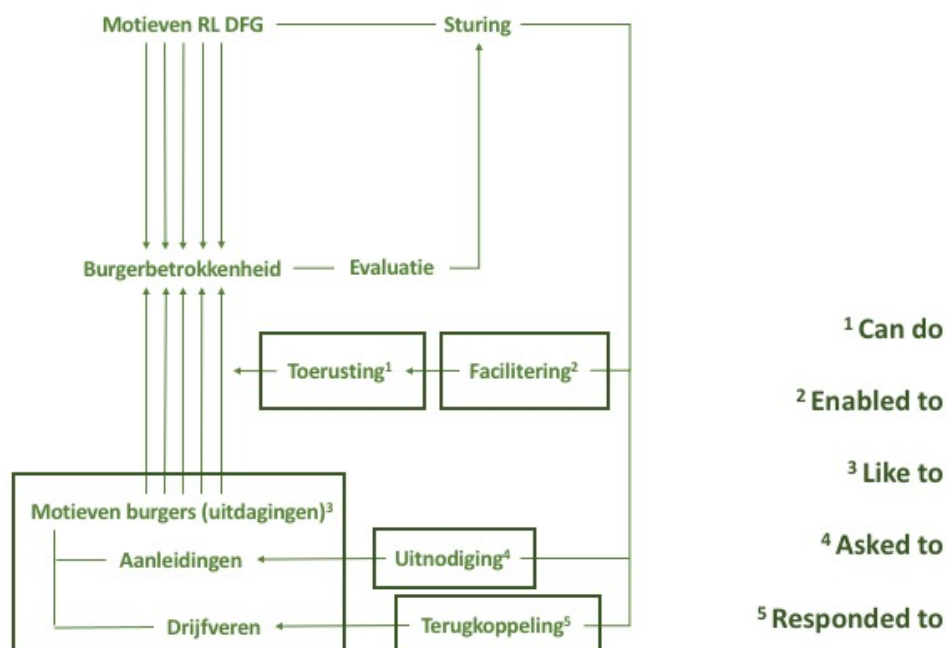 Motieven RL DFG
Sturing
Burgerbetrokkenheid
Evaluatie
Toerusting¹
Facilitering²
Motieven burgers (uitdagingen)³
Aanleidingen
Uitnodiging⁴
Drijfveren
Terugkoppeling⁵
¹ Can do
² Enabled to
³ Like to
⁴ Asked to
⁵ Responded to